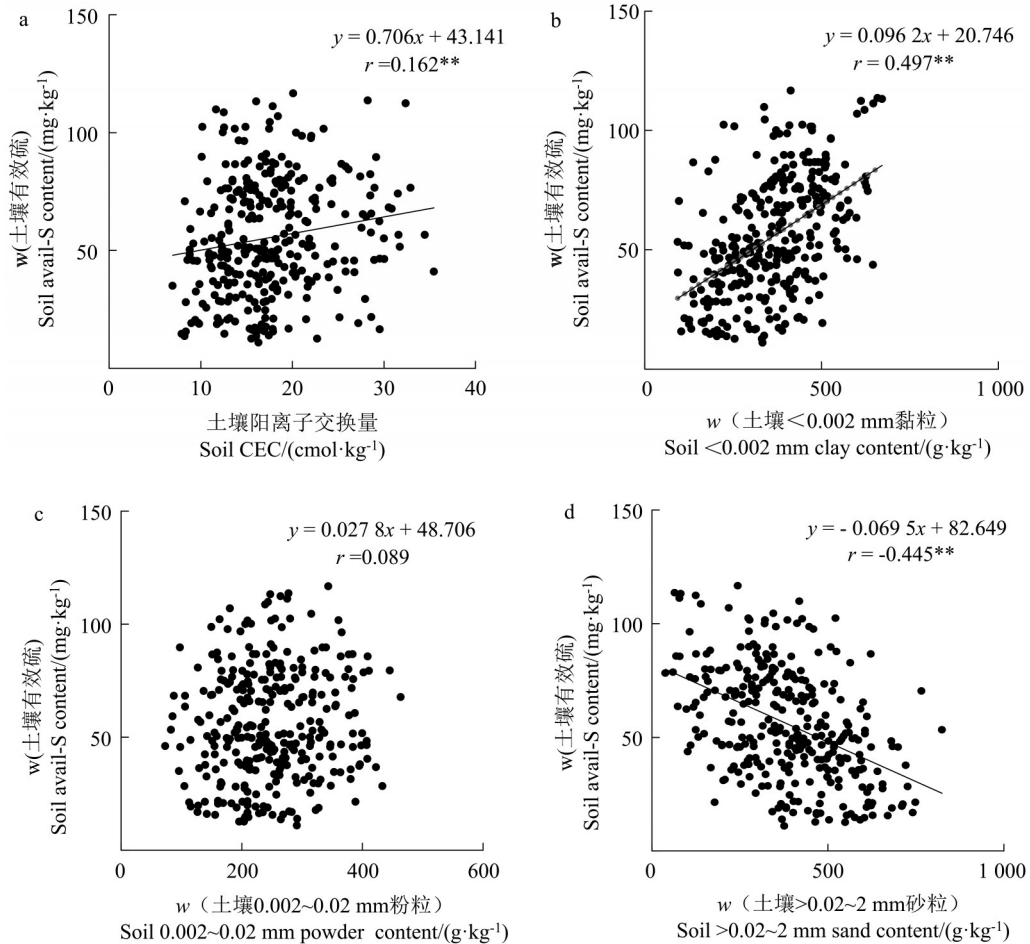 a
150
100
50
0
0 10 20 30 40
y = 0.706x + 43.141
r =0.162**
w(土壤有效硫)
Soil avail-S content/(mg·kg⁻¹)
土壤阳离子交换量
Soil CEC/(cmol·kg⁻¹)
b
150
100
50
0
0 500 1 000
y = 0.096 2x + 20.746
r = 0.497**
w(土壤有效硫)
Soil avail-S content/(mg·kg⁻¹)
w（土壤＜0.002 mm黏粒）
Soil ＜0.002 mm clay content/(g·kg⁻¹)
c
150
100
50
0
0 200 400 600
y = 0.027 8x + 48.706
r =0.089
w(土壤有效硫)
Soil avail-S content/(mg·kg⁻¹)
w（土壤0.002~0.02 mm粉粒）
Soil 0.002~0.02 mm powder content/(g·kg⁻¹)
d
150
100
50
0
0 500 1 000
y = - 0.069 5x + 82.649
r = -0.445**
w(土壤有效硫)
Soil avail-S content/(mg·kg⁻¹)
w（土壤>0.02~2 mm砂粒）
Soil >0.02~2 mm sand content/(g·kg⁻¹)